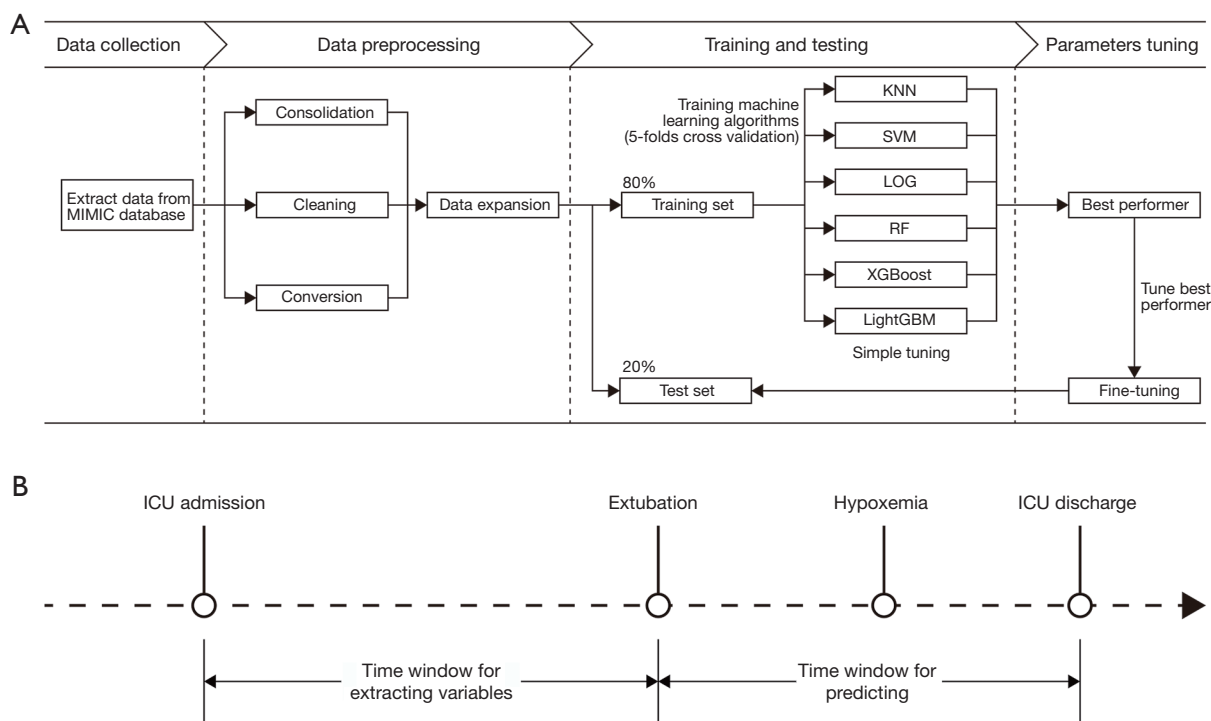 A
Data collection
Data preprocessing
Training and testing
Parameters tuning
Extract data from
MIMIC database
Consolidation
Cleaning
Conversion
Data expansion
80%
Training set
20%
Test set
Training machine
learning algorithms
(5-folds cross validation)
KNN
SVM
LOG
RF
XGBoost
LightGBM
Simple tuning
Best performer
Tune best
performer
Fine-tuning
B
ICU admission
Extubation
Hypoxemia
ICU discharge
Time window for
extracting variables
Time window for
predicting